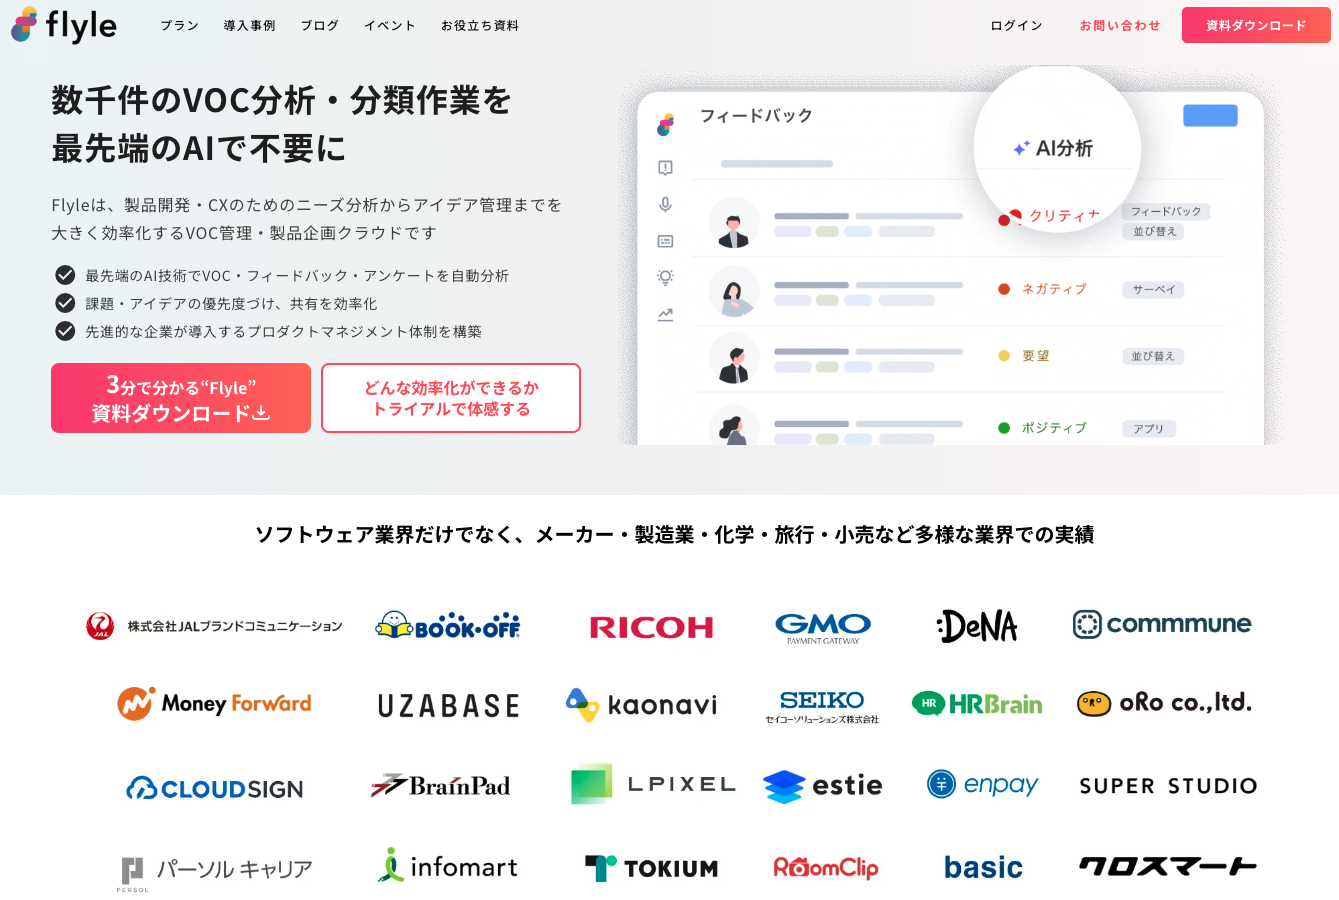 flyle
プラン 導入事例 ブログ イベント お役立ち資料 ログイン お問い合わせ 資料ダウンロード
数千件のVOC分析・分類作業を
最先端のAIで不要に
Flyleは、製品開発・CXのためのニーズ分析からアイデア管理までを
大きく効率化するVOC管理・製品企画クラウドです
最先端のAI技術でVOC・フィードバック・アンケートを自動分析
課題・アイデアの優先度づけ、共有を効率化
先進的な企業が導入するプロダクトマネジメント体制を構築
3分で分かる“Flyle”
資料ダウンロード
どんな効率化ができるか
トライアルで体感する
フィードバック
AI分析
クリティカ
フィードバック
並び替え
ネガティブ
サーベイ
要望
並び替え
ポジティブ
アプリ
ソフトウェア業界だけでなく、メーカー・製造業・化学・旅行・小売など多様な業界での実績
JAL 株式会社JALブランドコミュニケーション
BOOK・OFF
RICOH
GMO
PAYMENT GATEWAY
:DeNA
commmune
Money Forward
UZABASE
kaonavi
SEIKO
セイコーソリューションズ株式会社
HR HRBrain
oRo co.,ltd.
CLOUDSIGN
BrainPad
LPIXEL
estie
enpay
SUPER STUDIO
PERSOL パーソル キャリア
infomart
TOKIUM
RoomClip
basic
クロスマート